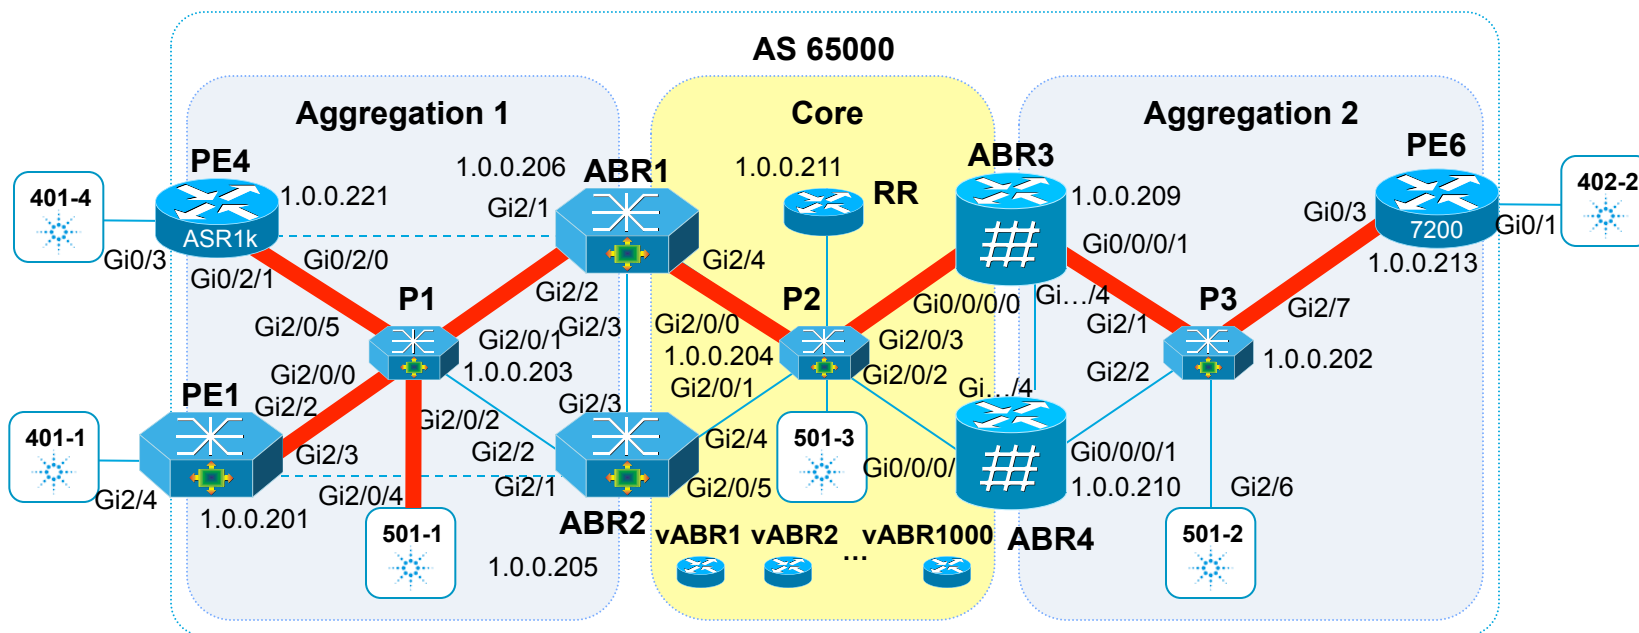 AS 65000
Aggregation 1
Core
Aggregation 2
PE4
1.0.0.206
ABR1
1.0.0.211
RR
ABR3
PE6
401-4
1.0.0.221
Gi2/1
1.0.0.209
402-2
ASR1k
Gi0/3
7200
Gi0/1
Gi0/3
Gi0/2/1
Gi0/2/0
Gi2/4
Gi0/0/0/1
1.0.0.213
P1
Gi2/2
P2
Gi0/0/0/0
Gi…/4
P3
Gi2/7
Gi2/0/5
Gi2/0/1
Gi2/3
Gi2/0/0
Gi2/0/3
Gi2/1
1.0.0.203
1.0.0.204
1.0.0.202
Gi2/0/0
Gi2/0/1
Gi2/0/2
Gi2/2
PE1
Gi2/2
Gi2/0/2
Gi2/3
Gi…/4
401-1
Gi2/3
Gi2/2
Gi2/4
501-3
Gi0/0/0/
Gi0/0/0/1
Gi2/4
Gi2/0/4
Gi2/1
Gi2/0/5
1.0.0.210
Gi2/6
1.0.0.201
501-1
ABR2
vABR1
vABR2
…
vABR1000
ABR4
501-2
1.0.0.205